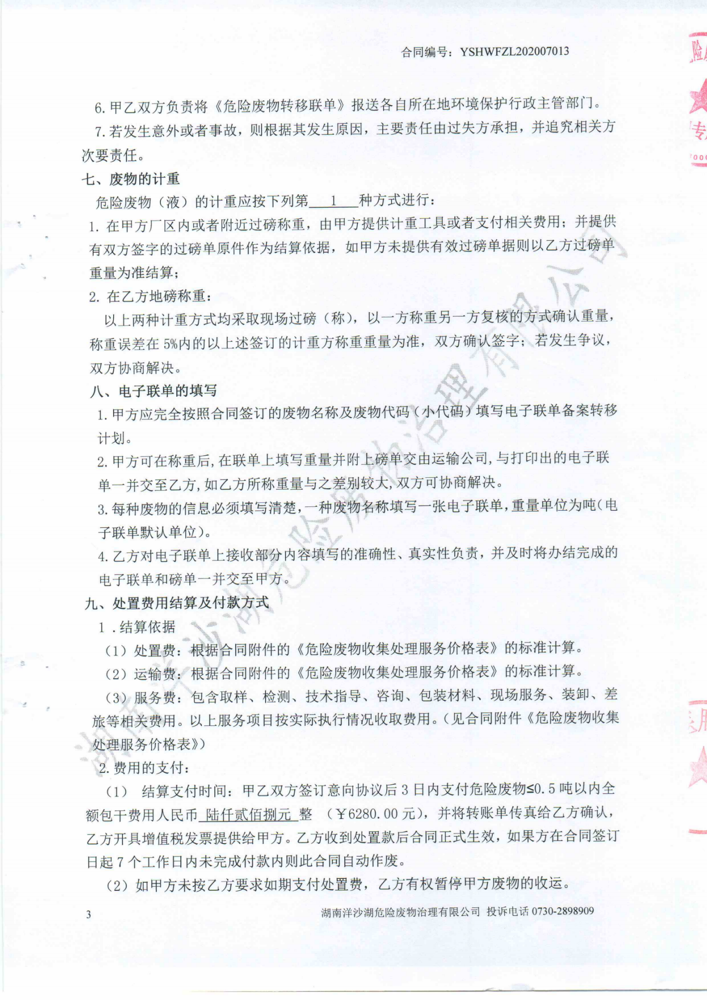 合同编号：YSHWFZL202007013
6.甲乙双方负责将《危险废物转移联单》报送各自所在地环境保护行政主管部门。
7.若发生意外或者事故，则根据其发生原因，主要责任由过失方承担，并追究相关方
次要责任。
七、废物的计重
危险废物（液）的计重应按下列第 1 种方式进行：
1. 在甲方厂区内或者附近过磅称重，由甲方提供计重工具或者支付相关费用；并提供
有双方签字的过磅单原件作为结算依据，如甲方未提供有效过磅单据则以乙方过磅单
重量为准结算；
2. 在乙方地磅称重：
以上两种计重方式均采取现场过磅（称），以一方称重另一方复核的方式确认重量，
称重误差在 5%内的以上述签订的计重方称重重量为准，双方确认签字；若发生争议，
双方协商解决。
八、电子联单的填写
1.甲方应完全按照合同签订的废物名称及废物代码（小代码）填写电子联单备案转移
计划。
2.甲方可在称重后,在联单上填写重量并附上磅单交由运输公司,与打印出的电子联
单一并交至乙方,如乙方所称重量与之差别较大,双方可协商解决。
3.每种废物的信息必须填写清楚,一种废物名称填写一张电子联单,重量单位为吨（电
子联单默认单位）。
4.乙方对电子联单上接收部分内容填写的准确性、真实性负责，并及时将办结完成的
电子联单和磅单一并交至甲方。
九、处置费用结算及付款方式
1 .结算依据
（1）处置费：根据合同附件的《危险废物收集处理服务价格表》的标准计算。
（2）运输费：根据合同附件的《危险废物收集处理服务价格表》的标准计算。
（3）服务费：包含取样、检测、技术指导、咨询、包装材料、现场服务、装卸、差
旅等相关费用。以上服务项目按实际执行情况收取费用。（见合同附件《危险废物收集
处理服务价格表》）
2.费用的支付：
（1） 结算支付时间：甲乙双方签订意向协议后 3 日内支付危险废物≤0.5 吨以内全
额包干费用人民币 陆仟贰佰捌元 整 （￥6280.00 元），并将转账单传真给乙方确认，
乙方开具增值税发票提供给甲方。乙方收到处置款后合同正式生效，如果方在合同签订
日起 7 个工作日内未完成付款内则此合同自动作废。
（2）如甲方未按乙方要求如期支付处置费，乙方有权暂停甲方废物的收运。
3
湖南洋沙湖危险废物治理有限公司 投诉电话 0730-2898909
湖南洋沙湖危险废物治理有限公司